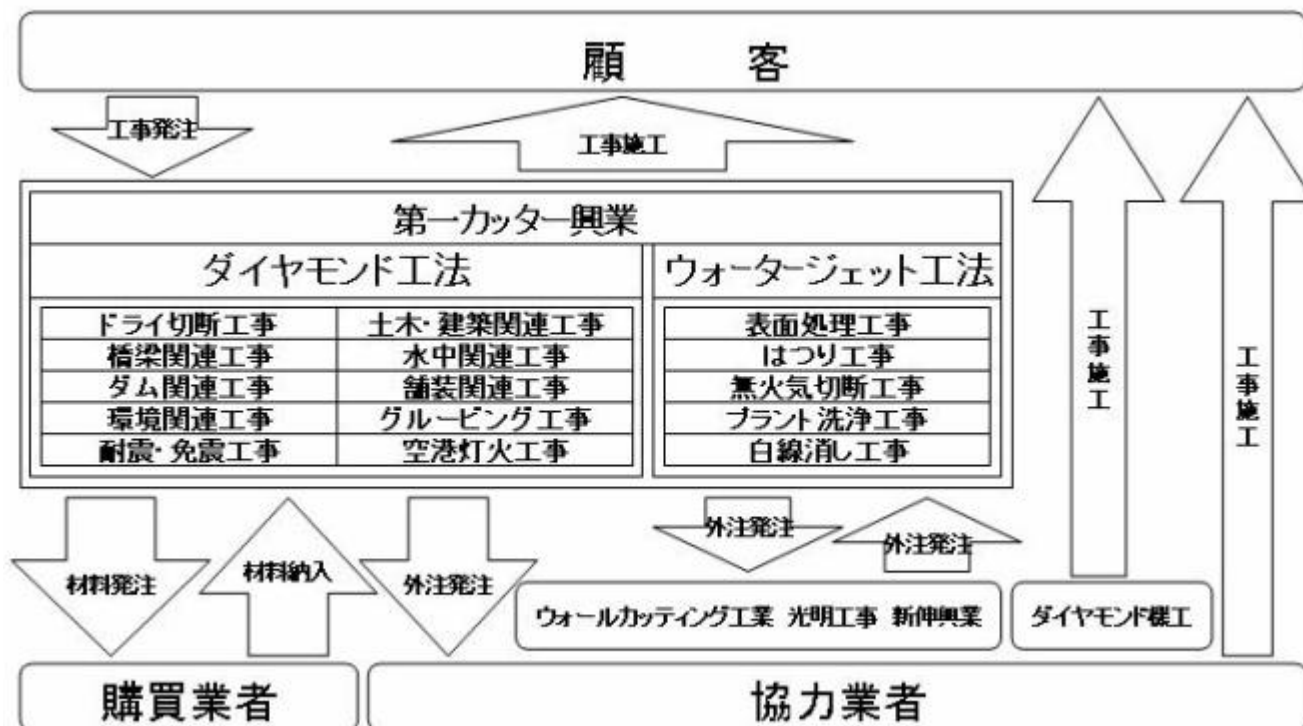 顧客
工事発注
工事施工
第一カッター興業
ダイヤモンド工法
ウォータージェット工法
ドライ切断工事
土木・建築関連工事
表面処理工事
橋梁関連工事
水中関連工事
はつり工事
ダム関連工事
舗装関連工事
無火気切断工事
環境関連工事
グルービング工事
プラント洗浄工事
耐震・免震工事
空港灯火工事
白線消し工事
工事施工
工事施工
材料発注
材料納入
外注発注
外注発注
外注発注
ウォールカッティング工業 光明工事 新伸興業
ダイヤモンド機工
購買業者
協力業者